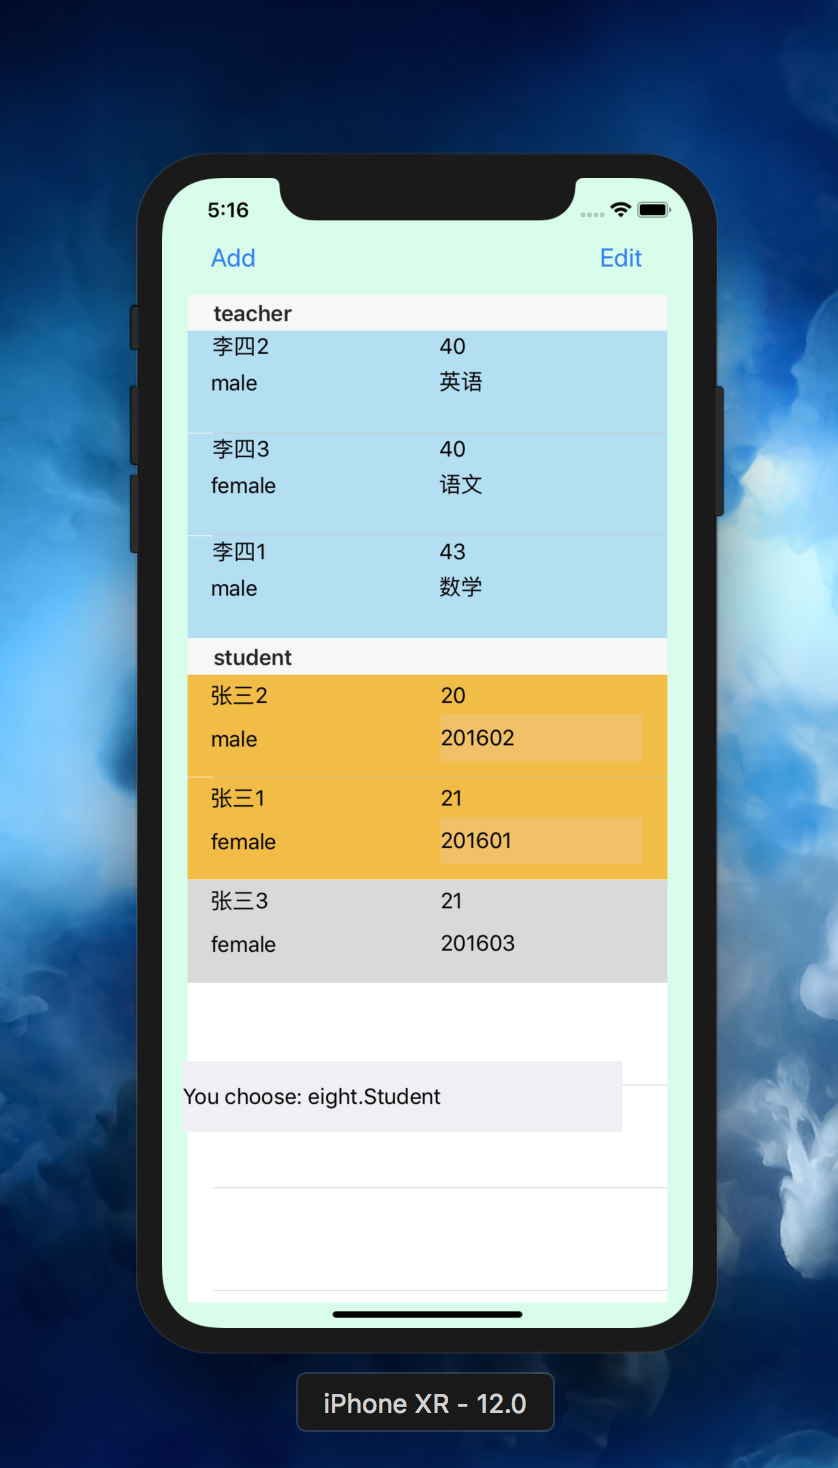 5:16
Add Edit
teacher
李四2 40
male 英语
李四3 40
female 语文
李四1 43
male 数学
student
张三2 20
male 201602
张三1 21
female 201601
张三3 21
female 201603
You choose: eight.Student
iPhone XR - 12.0